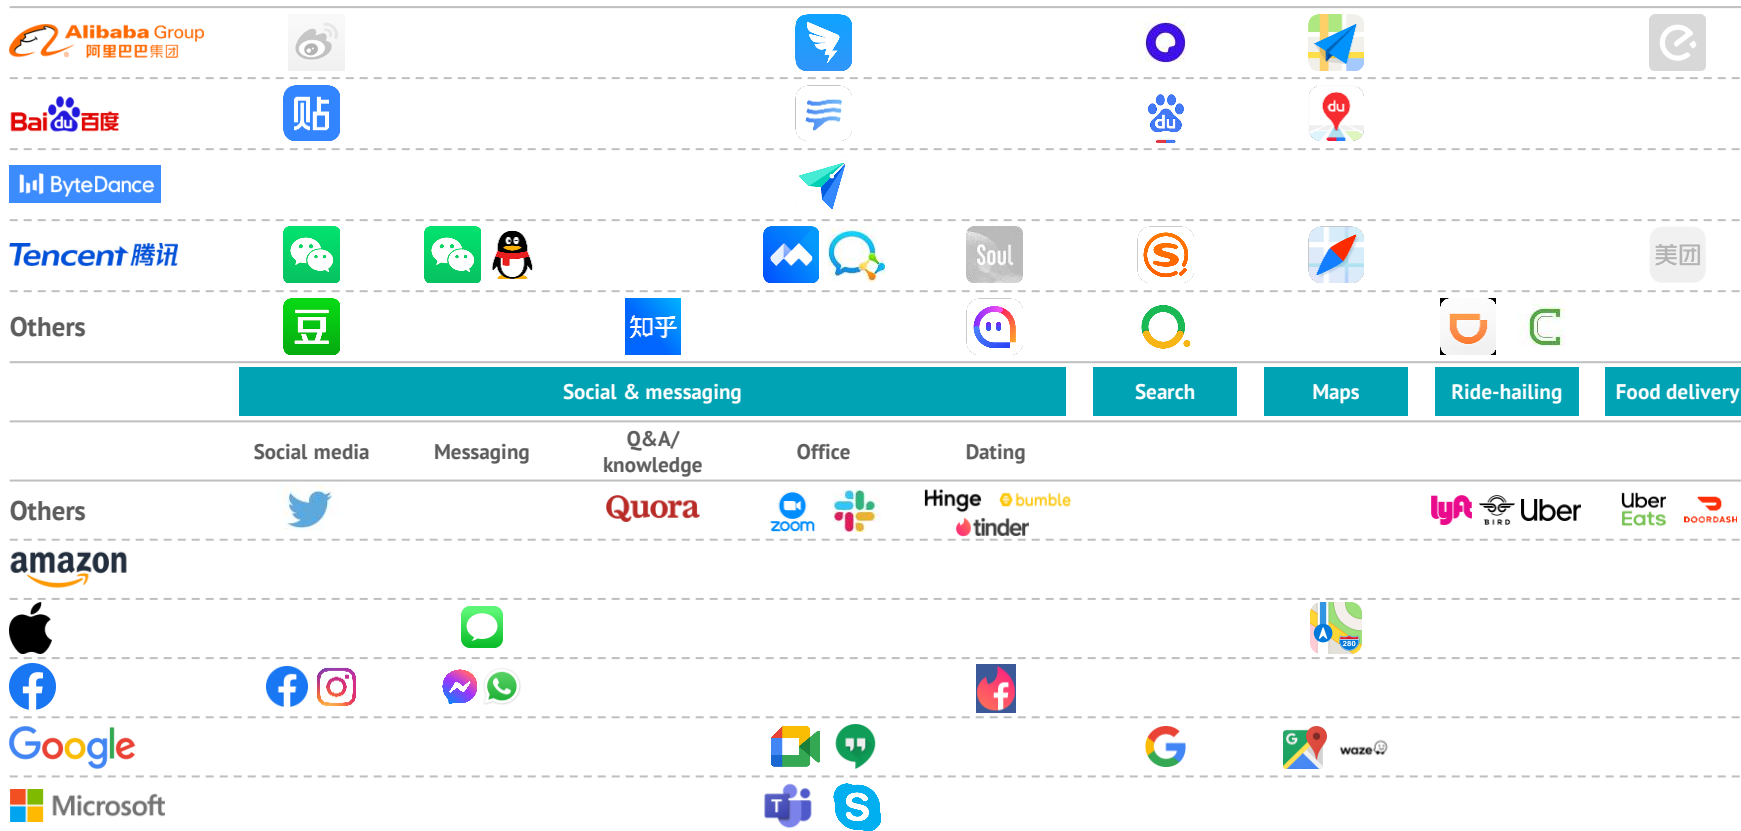 Alibaba Group
阿里巴巴集团
Bai du 百度
贴
du
du
ByteDance
Tencent 腾讯
Soul
S
美团
Others
豆
知乎
Social & messaging
Search
Maps
Ride-hailing
Food delivery
Social media
Messaging
Q&A/
knowledge
Office
Dating
Others
Quora
zoom
Hinge
bumble
tinder
lyft
BIRD
Uber
Uber
Eats
DOORDASH
amazon
280
Google
G
waze
Microsoft
T
S